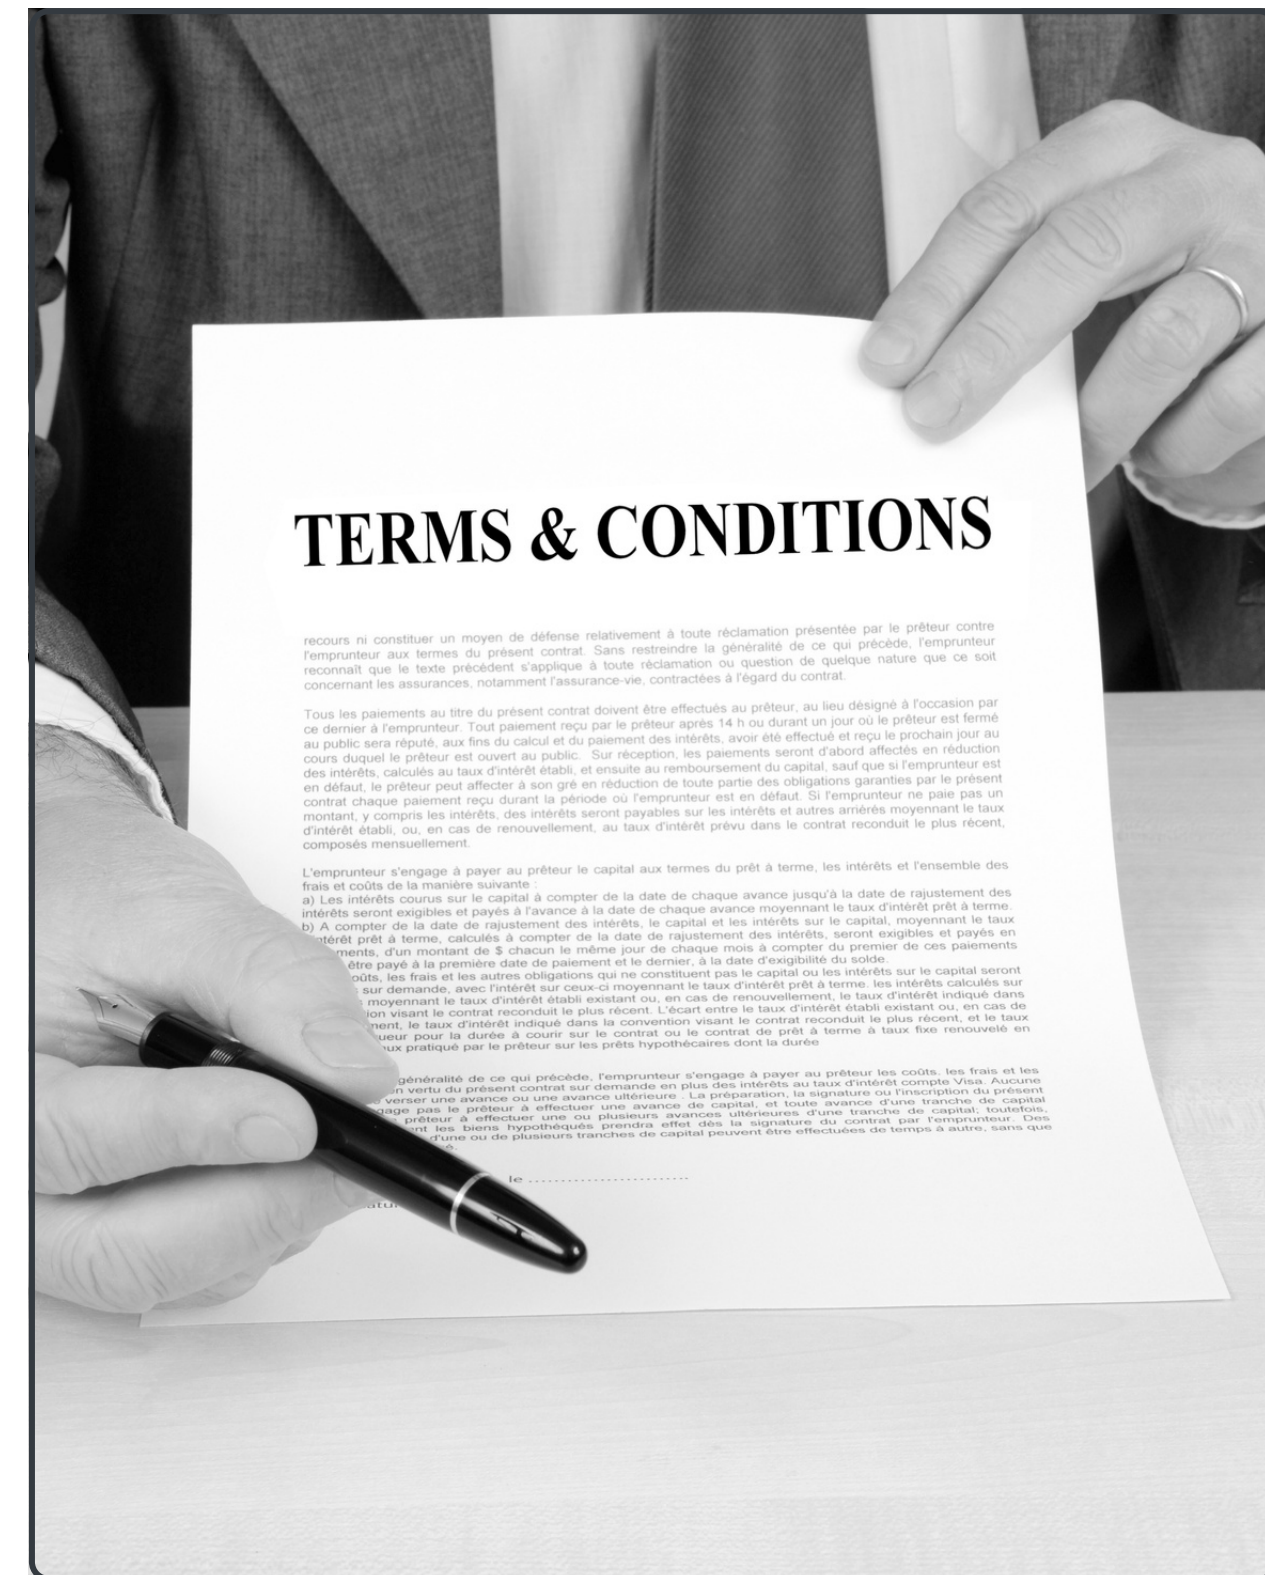 TERMS & CONDITIONS
recours ni constituer un moyen de défense relativement à toute réclamation présentée par le prêteur contre
l'emprunteur aux termes du présent contrat. Sans restreindre la généralité de ce qui précède, l'emprunteur
reconnaît que le texte précédent s'applique à toute réclamation ou question de quelque nature que ce soit
concernant les assurances, notamment l'assurance-vie, contractées à l'égard du contrat.
Tous les paiements au titre du présent contrat doivent être effectués au prêteur, au lieu désigné à l'occasion par
ce dernier à l'emprunteur. Tout paiement reçu par le prêteur après 14 h ou durant un jour où le prêteur est fermé
au public sera réputé, aux fins du calcul et du paiement des intérêts, avoir été effectué et reçu le prochain jour au
cours duquel le prêteur est ouvert au public. Sur réception, les paiements seront d'abord affectés en réduction
des intérêts, calculés au taux d'intérêt établi, et ensuite au remboursement du capital, sauf que si l'emprunteur est
en défaut, le prêteur peut affecter à son gré en réduction de toute partie des obligations garanties par le présent
contrat chaque paiement reçu durant la période où l'emprunteur est en défaut. Si l'emprunteur ne paie pas un
montant, y compris les intérêts, des intérêts seront payables sur les intérêts et autres arriérés moyennant le taux
d'intérêt établi, ou, en cas de renouvellement, au taux d'intérêt prévu dans le contrat reconduit le plus récent,
composés mensuellement.
L'emprunteur s'engage à payer au prêteur le capital aux termes du prêt à terme, les intérêts et l'ensemble des
frais et coûts de la manière suivante :
a) Les intérêts courus sur le capital à compter de la date de chaque avance jusqu'à la date de rajustement des
intérêts seront exigibles et payés à l'avance à la date de chaque avance moyennant le taux d'intérêt prêt à terme.
b) A compter de la date de rajustement des intérêts, le capital et les intérêts sur le capital, moyennant le taux
prêt à terme, calculés à compter de la date de rajustement des intérêts, seront exigibles et payés en
d'un montant de $ chacun le même jour de chaque mois à compter du premier de ces paiements
être payé à la première date de paiement et le dernier, à la date d'exigibilité du solde.
les frais et les autres obligations qui ne constituent pas le capital ou les intérêts sur le capital seront
sur demande, avec l'intérêt sur ceux-ci moyennant le taux d'intérêt prêt à terme. les intérêts calculés sur
moyennant le taux d'intérêt établi existant ou, en cas de renouvellement, le taux d'intérêt indiqué dans
visant le contrat reconduit le plus récent. L'écart entre le taux d'intérêt établi existant ou, en cas de
le taux d'intérêt indiqué dans la convention visant le contrat reconduit le plus récent, et le taux
pour la durée à courir sur le contrat ou le contrat de prêt à terme à taux fixe renouvelé en
pratiqué par le prêteur sur les prêts hypothécaires dont la durée
généralité de ce qui précède, l'emprunteur s'engage à payer au prêteur les coûts. les frais et les
vertu du présent contrat sur demande en plus des intérêts au taux d'intérêt compte Visa. Aucune
verser une avance ou une avance ultérieure . La préparation, la signature ou l'inscription du présent
pas le prêteur à effectuer une avance de capital, et toute avance d'une tranche de capital
prêteur à effectuer une ou plusieurs avances ultérieures d'une tranche de capital; toutefois,
les biens hypothéqués prendra effet dès la signature du contrat par l'emprunteur. Des
d'une ou de plusieurs tranches de capital peuvent être effectuées de temps à autre, sans que
le ............................